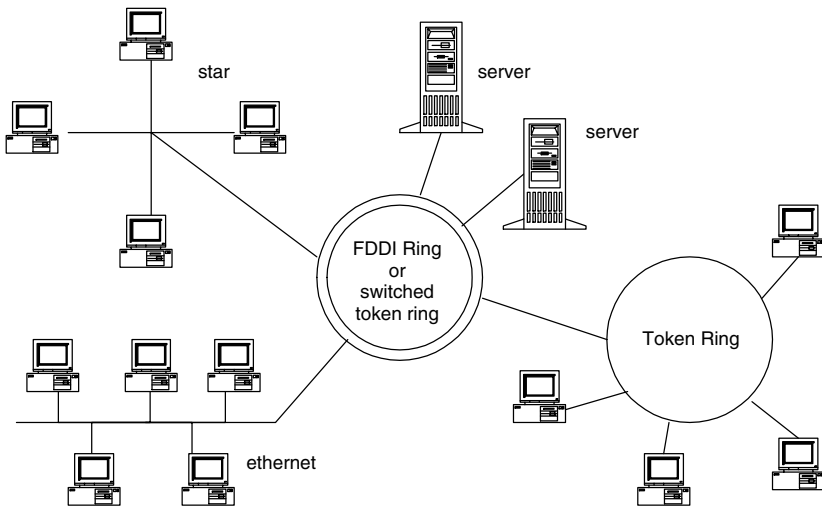 star
server
server
FDDI Ring
or
switched
token ring
Token Ring
ethernet